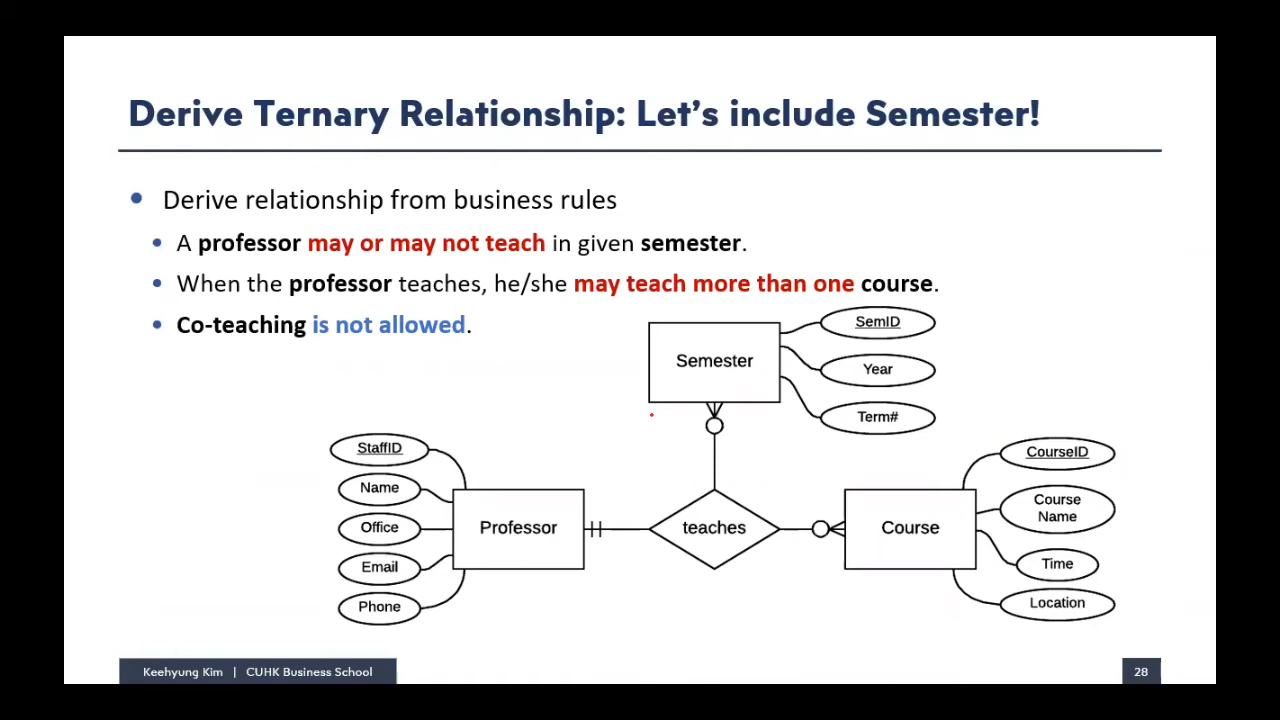 Derive Ternary Relationship: Let's include Semester!
Derive relationship from business rules
A professor may or may not teach in given semester.
When the professor teaches, he/she may teach more than one course.
Co-teaching is not allowed.
Semester
SemID
Year
Term#
StaffID
Name
Office
Email
Phone
Professor
teaches
Course
CourseID
Course
Name
Time
Location
Keehyung Kim | CUHK Business School
28